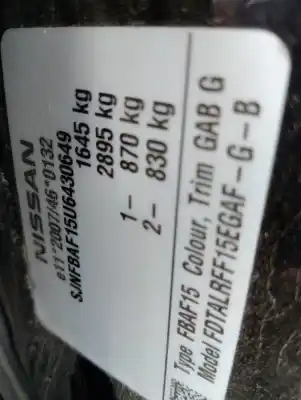 NISSAN
e11*2007/46*0132
SJNFBAF15U6430649
1645 kg
2895 kg
1- 870 kg
2- 830 kg
Type FBAF15 Colour, Trim GAB G
Model FDTALRFF15EGAF-G-B